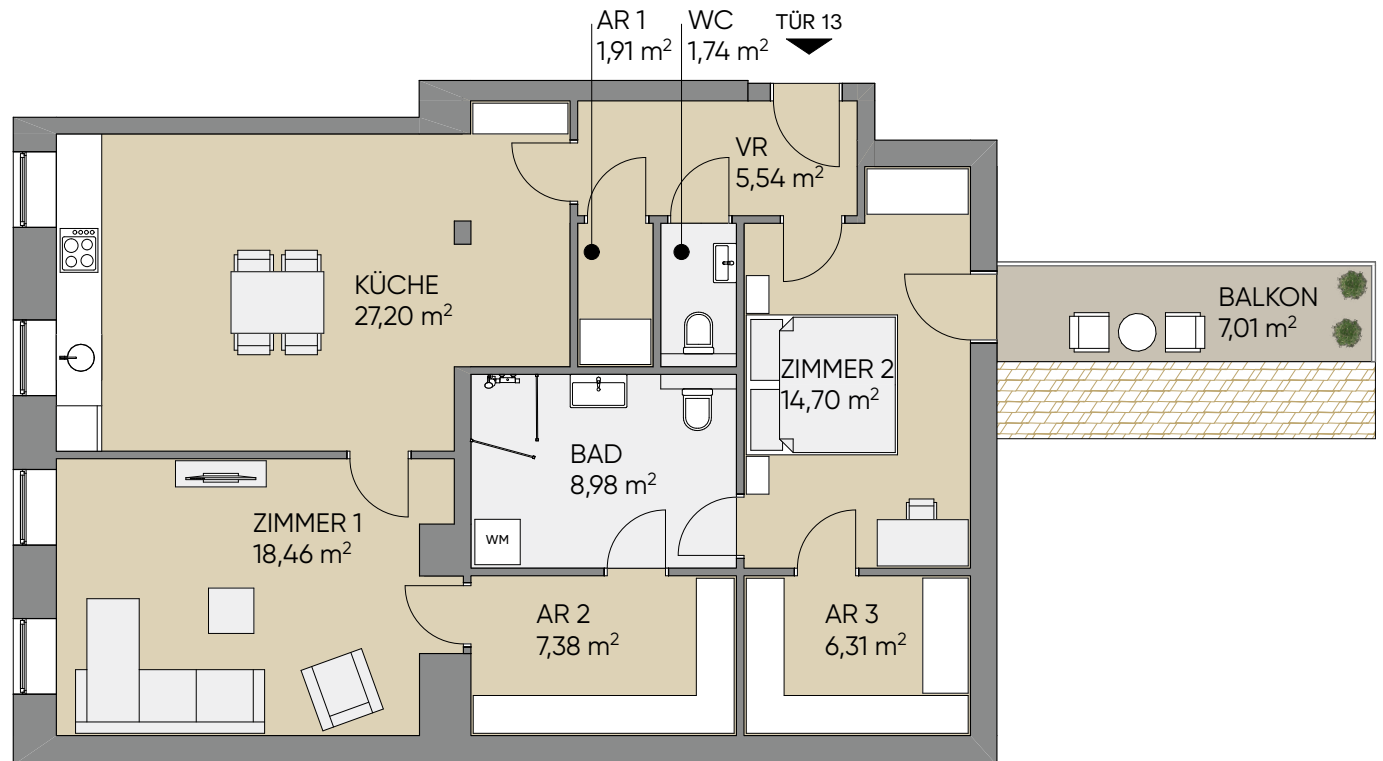 AR 1
1,91 m²
WC
1,74 m²
TÜR 13
VR
5,54 m²
KÜCHE
27,20 m²
BALKON
7,01 m²
ZIMMER 2
14,70 m²
BAD
8,98 m²
ZIMMER 1
18,46 m²
WM
AR 2
7,38 m²
AR 3
6,31 m²